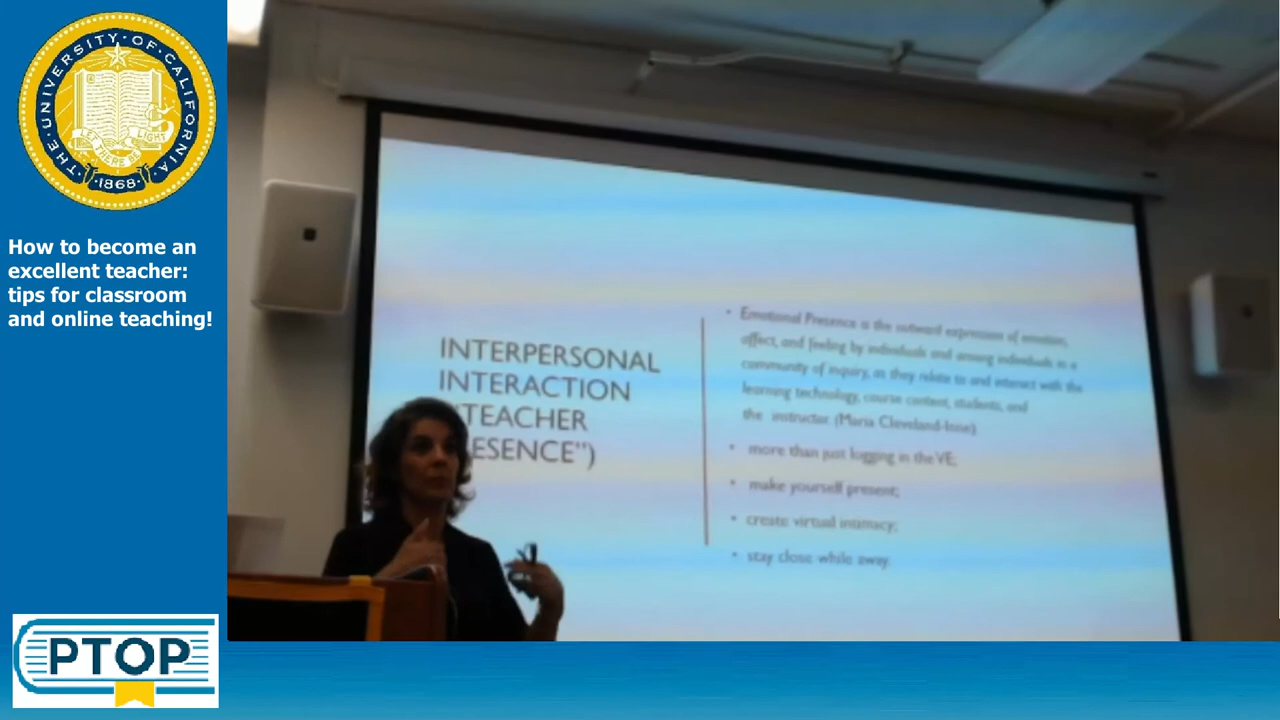 THE·UNIVERSITY·OF·CALIFORNIA
LET THERE BE LIGHT
·1868·
How to become an
excellent teacher:
tips for classroom
and online teaching!
PTOP
INTERPERSONAL
INTERACTION
TEACHER
ESENCE")
• Emotional Presence is the outward expression of emotion,
affect, and feeling by individuals and among individuals in a
community of inquiry, as they relate to and interact with the
learning technology, course content, students, and
the instructor (Maria Cleveland-Innes)
• more than just logging in the VE;
• make yourself present;
• create virtual intimacy;
• stay close while away.